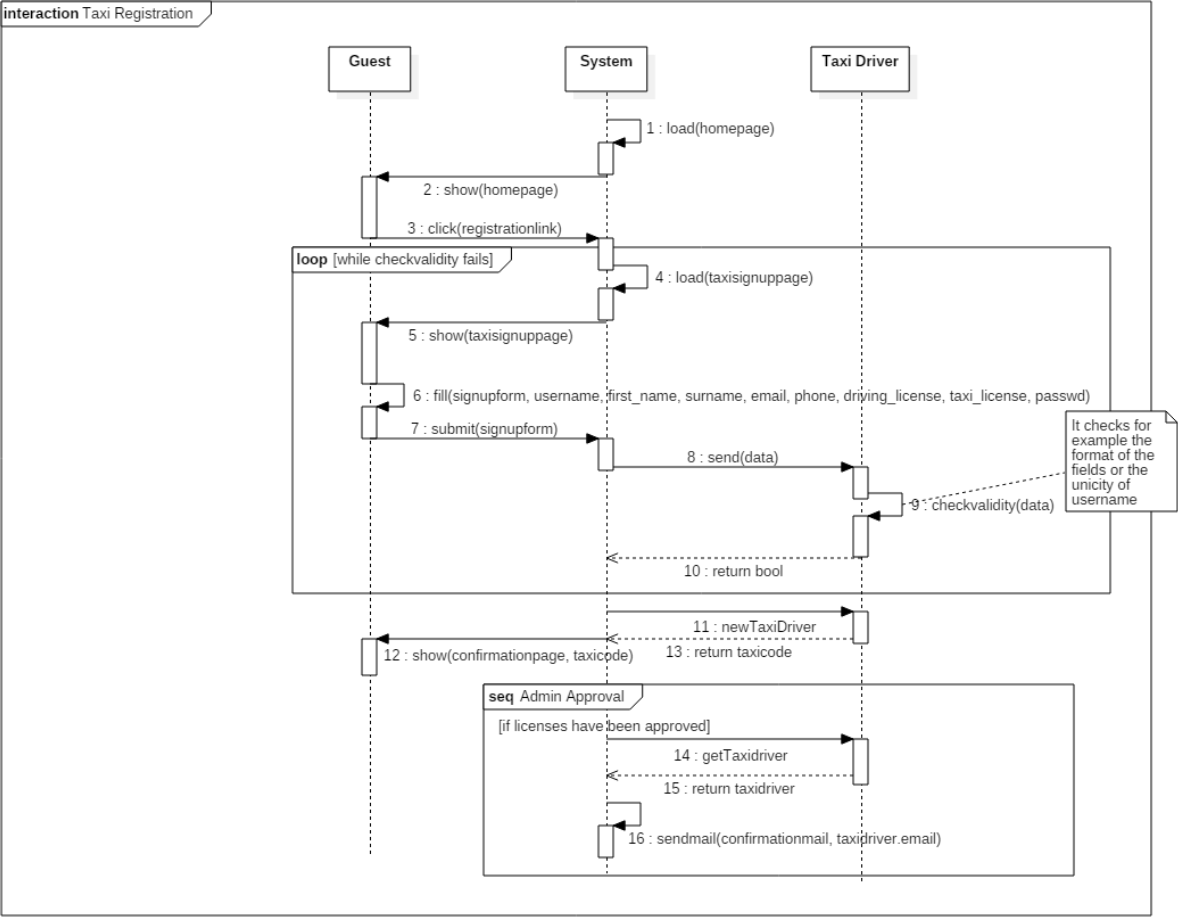 interaction Taxi Registration
Guest
System
Taxi Driver
1 : load(homepage)
2 : show(homepage)
3 : click(registrationlink)
loop [while checkvalidity fails]
4 : load(taxisignuppage)
5 : show(taxisignuppage)
6 : fill(signupform, username, first_name, surname, email, phone, driving_license, taxi_license, passwd)
7 : submit(signupform)
It checks for
example the
format of the
fields or the
unicity of
username
8 : send(data)
9 : checkvalidity(data)
10 : return bool
11 : newTaxiDriver
12 : show(confirmationpage, taxicode)
13 : return taxicode
seq Admin Approval
[if licenses have been approved]
14 : getTaxidriver
15 : return taxidriver
16 : sendmail(confirmationmail, taxidriver.email)